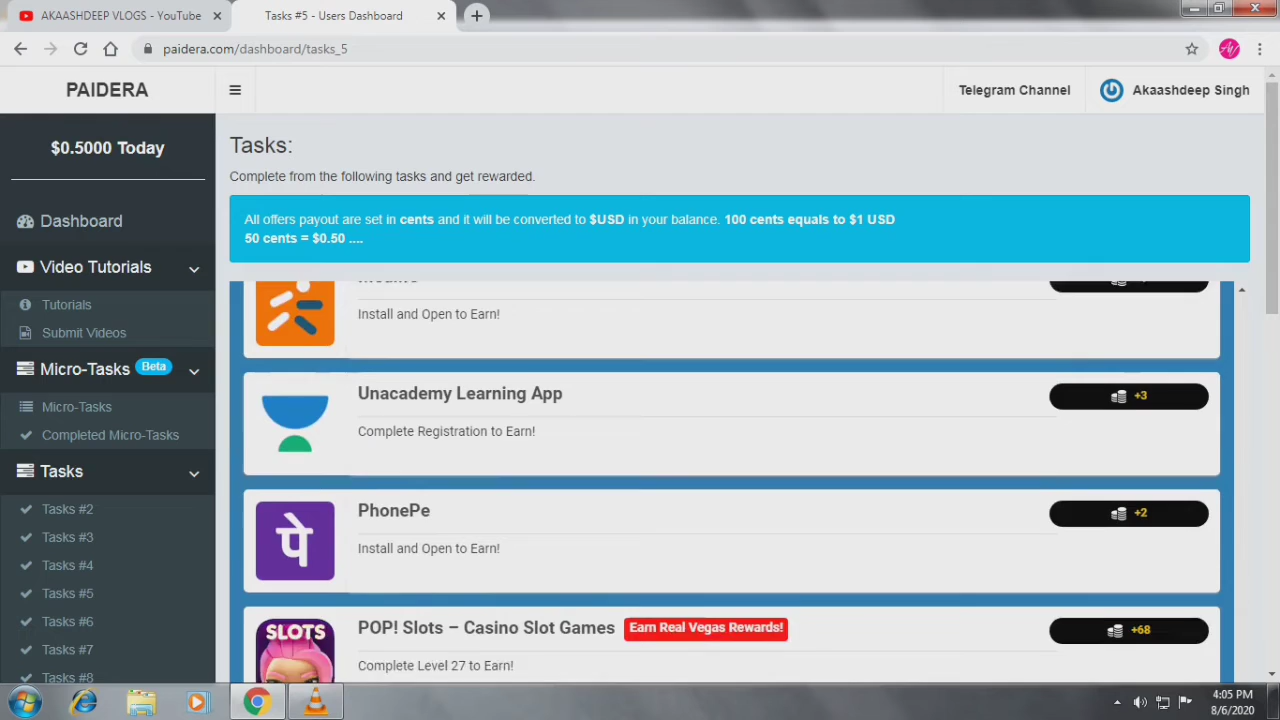 AKAASHDEEP VLOGS - YouTube
Tasks #5 - Users Dashboard
paidera.com/dashboard/tasks_5
PAIDERA
Telegram Channel
Akaashdeep Singh
$0.5000 Today
Dashboard
Video Tutorials
Tutorials
Submit Videos
Micro-Tasks Beta
Micro-Tasks
Completed Micro-Tasks
Tasks
Tasks #2
Tasks #3
Tasks #4
Tasks #5
Tasks #6
Tasks #7
Tasks #8
Tasks:
Complete from the following tasks and get rewarded.
All offers payout are set in cents and it will be converted to $USD in your balance. 100 cents equals to $1 USD
50 cents = $0.50 ....
Install and Open to Earn!
Unacademy Learning App
+3
Complete Registration to Earn!
पे
PhonePe
+2
Install and Open to Earn!
SLOTS
POP! Slots – Casino Slot Games Earn Real Vegas Rewards!
+68
Complete Level 27 to Earn!
4:05 PM
8/6/2020